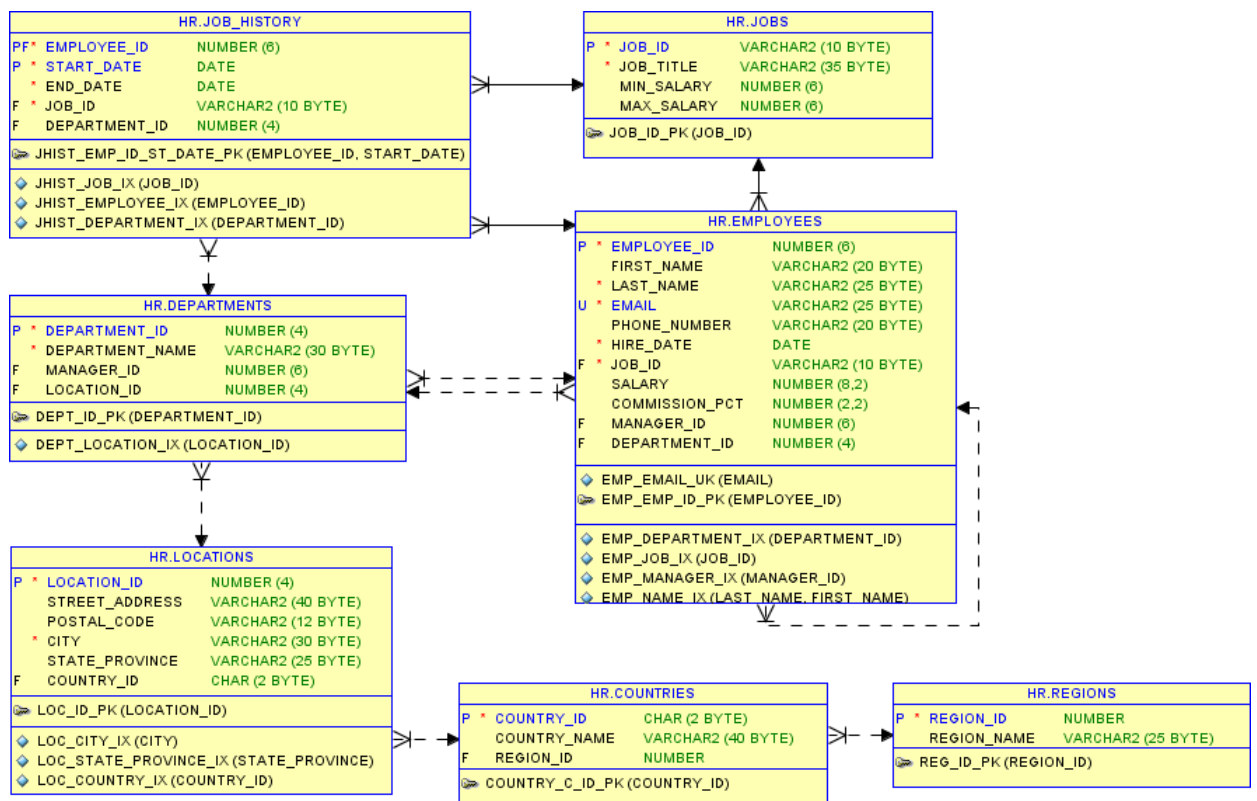 HR.JOB_HISTORY
PF* EMPLOYEE_ID NUMBER (6)
P * START_DATE DATE
* END_DATE DATE
F * JOB_ID VARCHAR2 (10 BYTE)
F DEPARTMENT_ID NUMBER (4)
JHIST_EMP_ID_ST_DATE_PK (EMPLOYEE_ID, START_DATE)
JHIST_JOB_IX (JOB_ID)
JHIST_EMPLOYEE_IX (EMPLOYEE_ID)
JHIST_DEPARTMENT_IX (DEPARTMENT_ID)
HR.JOBS
P * JOB_ID VARCHAR2 (10 BYTE)
* JOB_TITLE VARCHAR2 (35 BYTE)
MIN_SALARY NUMBER (6)
MAX_SALARY NUMBER (6)
JOB_ID_PK (JOB_ID)
HR.EMPLOYEES
P * EMPLOYEE_ID NUMBER (6)
FIRST_NAME VARCHAR2 (20 BYTE)
* LAST_NAME VARCHAR2 (25 BYTE)
U * EMAIL VARCHAR2 (25 BYTE)
PHONE_NUMBER VARCHAR2 (20 BYTE)
* HIRE_DATE DATE
F * JOB_ID VARCHAR2 (10 BYTE)
SALARY NUMBER (8,2)
COMMISSION_PCT NUMBER (2,2)
F MANAGER_ID NUMBER (6)
F DEPARTMENT_ID NUMBER (4)
EMP_EMAIL_UK (EMAIL)
EMP_EMP_ID_PK (EMPLOYEE_ID)
EMP_DEPARTMENT_IX (DEPARTMENT_ID)
EMP_JOB_IX (JOB_ID)
EMP_MANAGER_IX (MANAGER_ID)
EMP_NAME_IX (LAST_NAME, FIRST_NAME)
HR.DEPARTMENTS
P * DEPARTMENT_ID NUMBER (4)
* DEPARTMENT_NAME VARCHAR2 (30 BYTE)
F MANAGER_ID NUMBER (6)
F LOCATION_ID NUMBER (4)
DEPT_ID_PK (DEPARTMENT_ID)
DEPT_LOCATION_IX (LOCATION_ID)
HR.LOCATIONS
P * LOCATION_ID NUMBER (4)
STREET_ADDRESS VARCHAR2 (40 BYTE)
POSTAL_CODE VARCHAR2 (12 BYTE)
* CITY VARCHAR2 (30 BYTE)
STATE_PROVINCE VARCHAR2 (25 BYTE)
F COUNTRY_ID CHAR (2 BYTE)
LOC_ID_PK (LOCATION_ID)
LOC_CITY_IX (CITY)
LOC_STATE_PROVINCE_IX (STATE_PROVINCE)
LOC_COUNTRY_IX (COUNTRY_ID)
HR.COUNTRIES
P * COUNTRY_ID CHAR (2 BYTE)
COUNTRY_NAME VARCHAR2 (40 BYTE)
F REGION_ID NUMBER
COUNTRY_C_ID_PK (COUNTRY_ID)
HR.REGIONS
P * REGION_ID NUMBER
REGION_NAME VARCHAR2 (25 BYTE)
REG_ID_PK (REGION_ID)